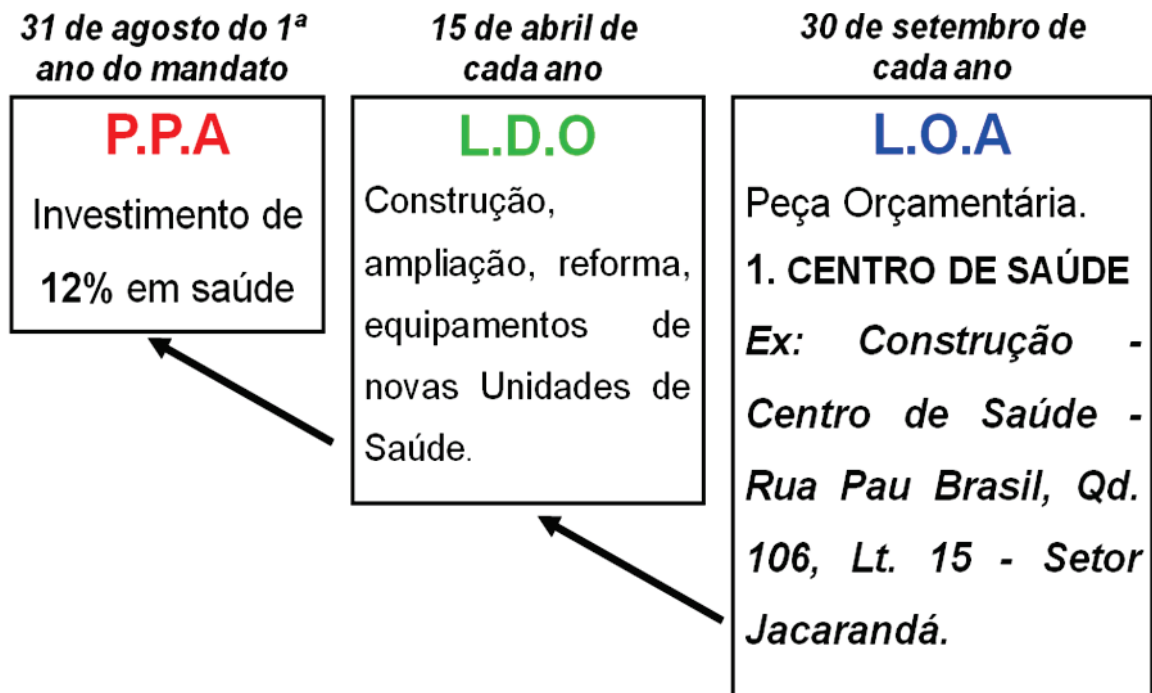 31 de agosto do 1ª
ano do mandato
P.P.A
Investimento de
12% em saúde
15 de abril de
cada ano
L.D.O
Construção,
ampliação, reforma,
equipamentos de
novas Unidades de
Saúde.
30 de setembro de
cada ano
L.O.A
Peça Orçamentária.
1. CENTRO DE SAÚDE
Ex: Construção -
Centro de Saúde -
Rua Pau Brasil, Qd.
106, Lt. 15 - Setor
Jacarandá.